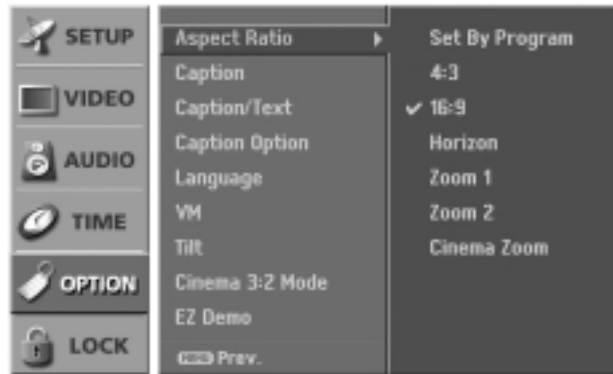 SETUP
VIDEO
AUDIO
TIME
OPTION
LOCK
Aspect Ratio
Caption
Caption/Text
Caption Option
Language
VM
Tilt
Cinema 3:2 Mode
EZ Demo
MENU Prev.
Set By Program
4:3
16:9
Horizon
Zoom 1
Zoom 2
Cinema Zoom